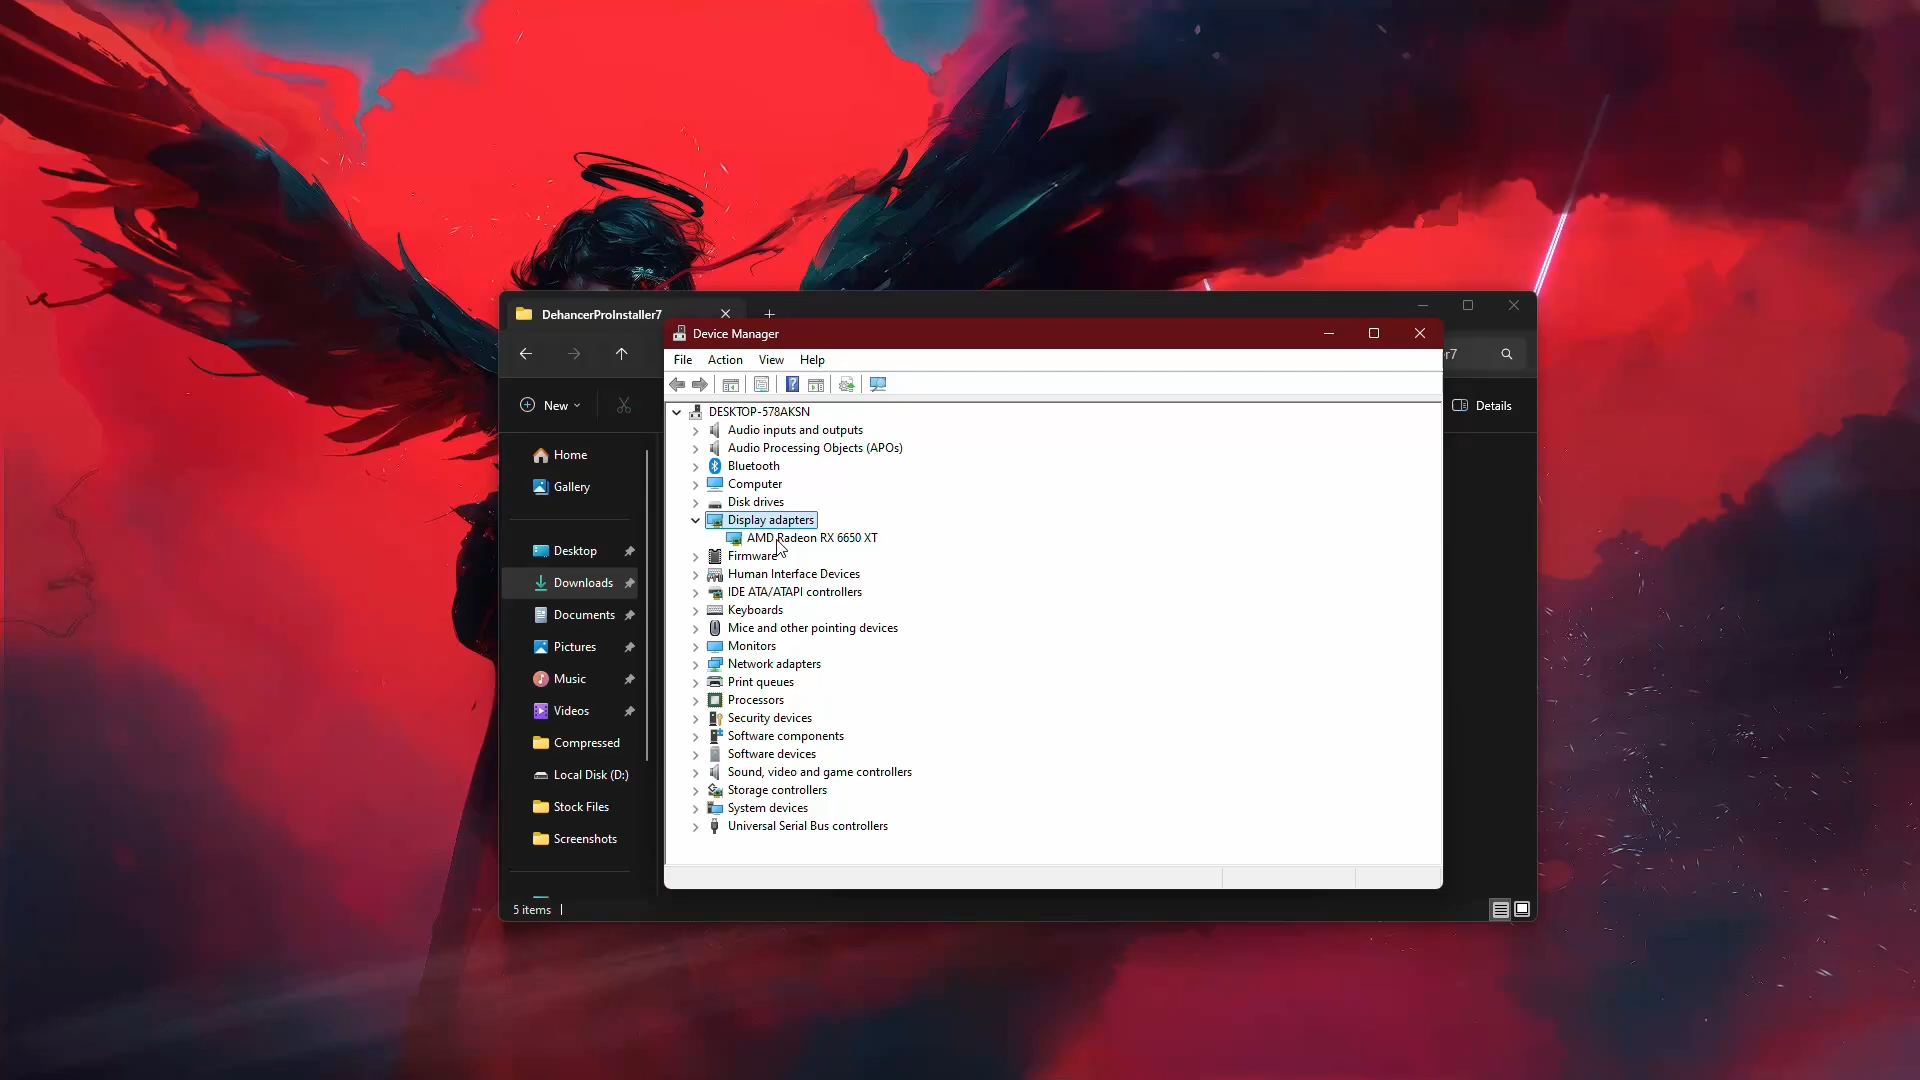 DehancerProInstaller7
Device Manager
File Action View Help
r7
New
Details
DESKTOP-578AKSN
Audio inputs and outputs
Audio Processing Objects (APOs)
Bluetooth
Computer
Disk drives
Display adapters
AMD Radeon RX 6650 XT
Firmware
Human Interface Devices
IDE ATA/ATAPI controllers
Keyboards
Mice and other pointing devices
Monitors
Network adapters
Print queues
Processors
Security devices
Software components
Software devices
Sound, video and game controllers
Storage controllers
System devices
Universal Serial Bus controllers
Home
Gallery
Desktop
Downloads
Documents
Pictures
Music
Videos
Compressed
Local Disk (D:)
Stock Files
Screenshots
5 items